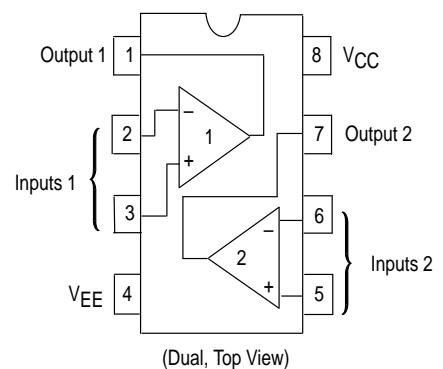 Output 1 1 8 VCC
2 1 7 Output 2
Inputs 1
3 6
2 Inputs 2
VEE 4 5
(Dual, Top View)